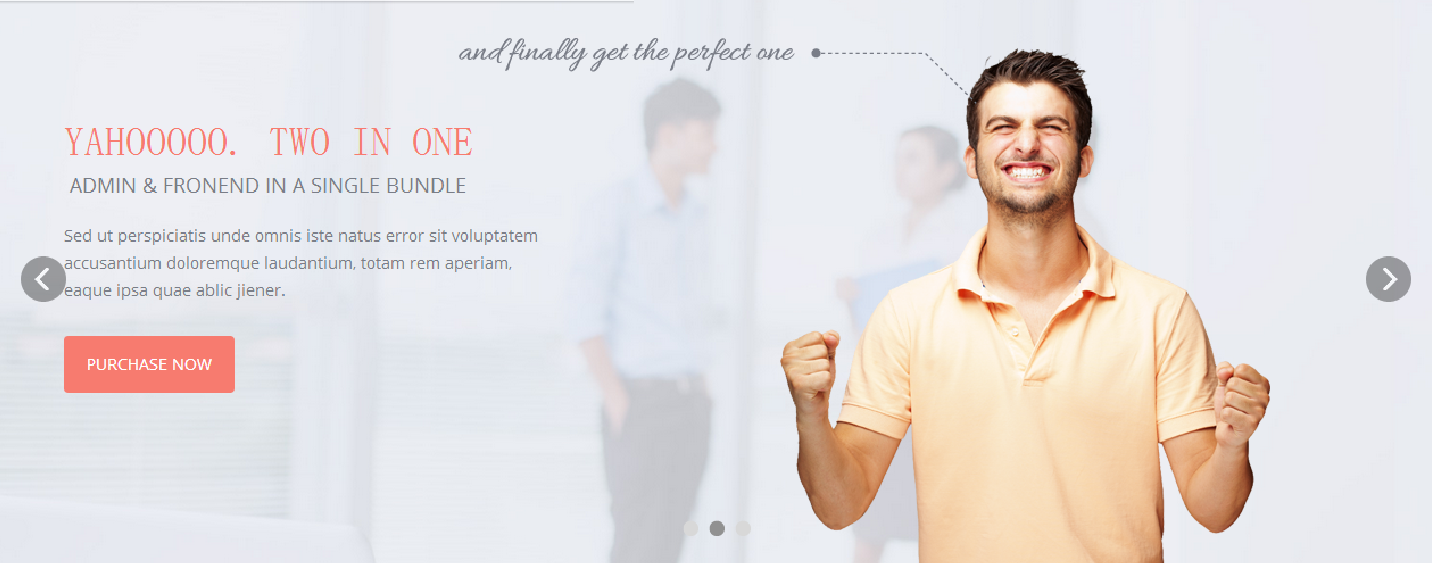 and finally get the perfect one
YAHOOOOO. TWO IN ONE
ADMIN & FRONEND IN A SINGLE BUNDLE
Sed ut perspiciatis unde omnis iste natus error sit voluptatem
accusantium doloremque laudantium, totam rem aperiam,
eaque ipsa quae ablic jiener.
PURCHASE NOW